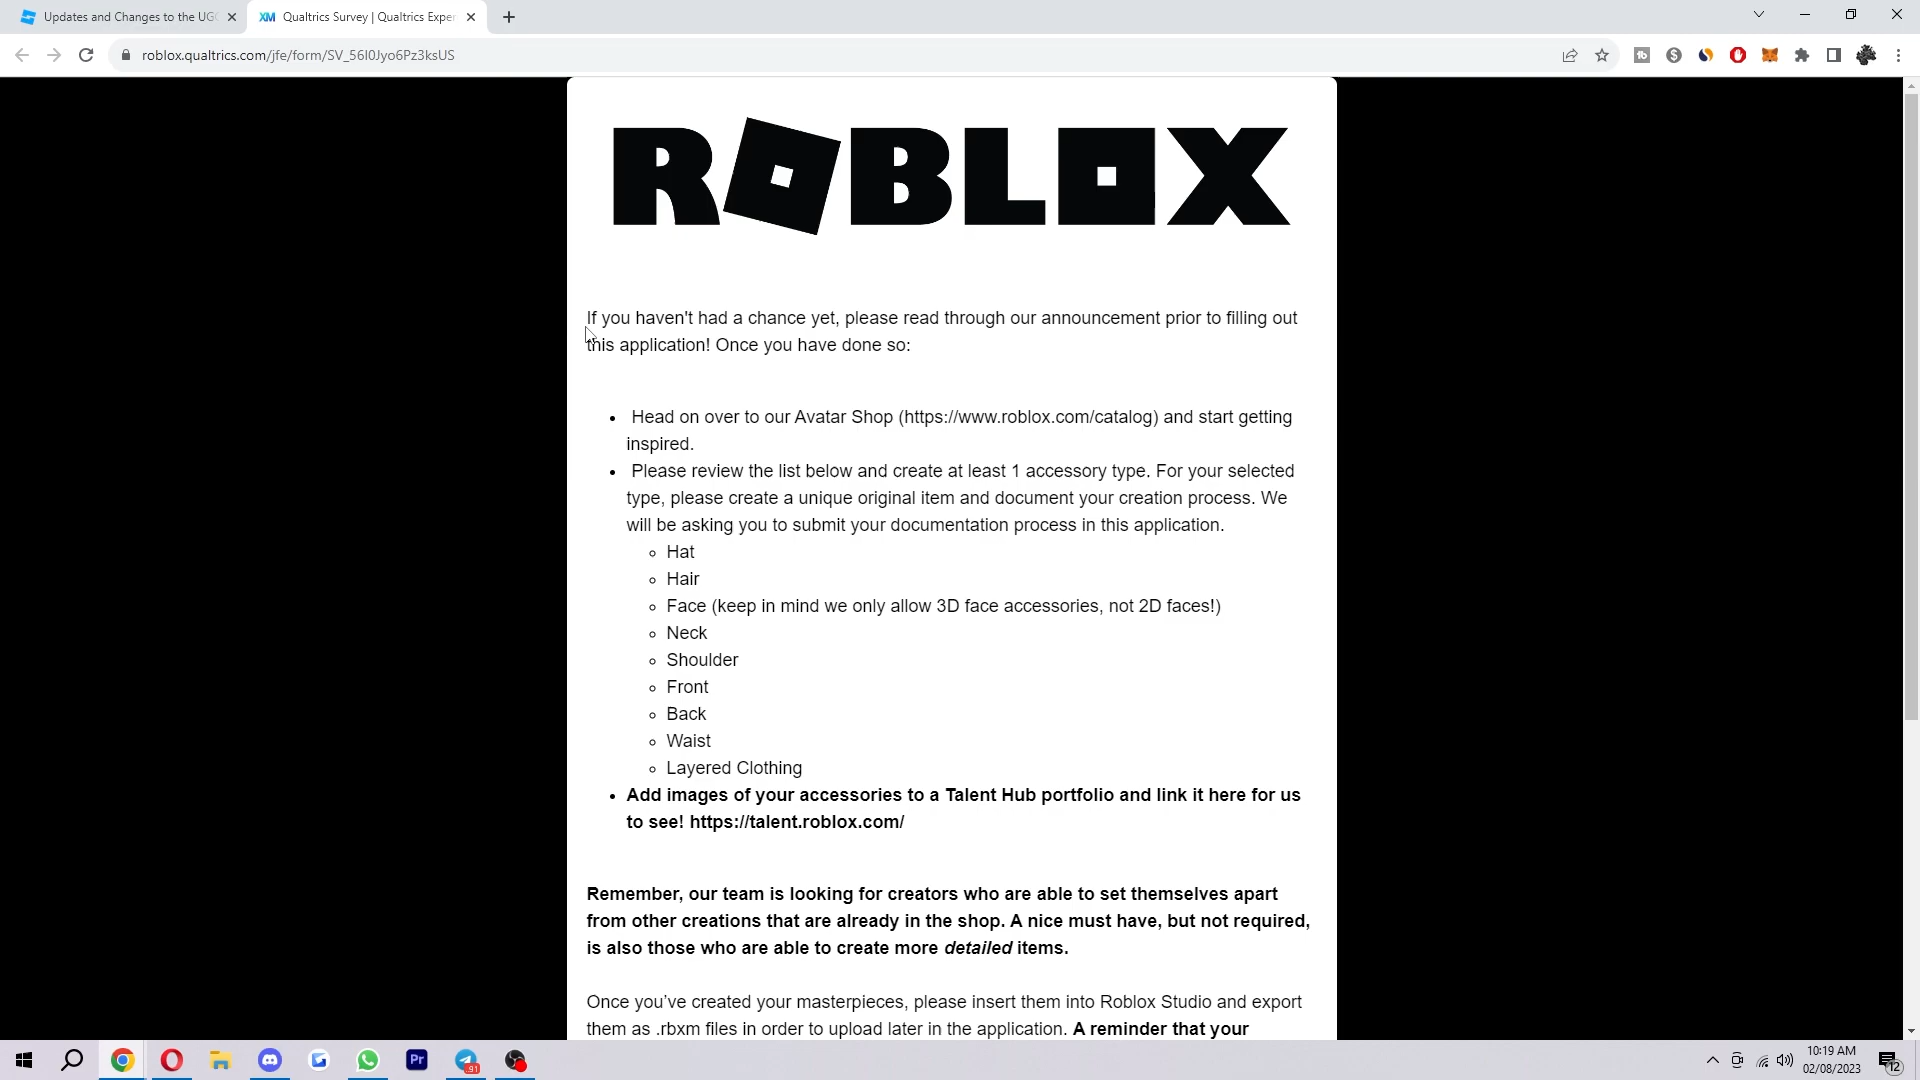 Updates and Changes to the UGC
Qualtrics Survey | Qualtrics Exper
roblox.qualtrics.com/jfe/form/SV_56I0Jyo6Pz3ksUS
ROBLOX
If you haven't had a chance yet, please read through our announcement prior to filling out
this application! Once you have done so:
Head on over to our Avatar Shop (https://www.roblox.com/catalog) and start getting
inspired.
Please review the list below and create at least 1 accessory type. For your selected
type, please create a unique original item and document your creation process. We
will be asking you to submit your documentation process in this application.
Hat
Hair
Face (keep in mind we only allow 3D face accessories, not 2D faces!)
Neck
Shoulder
Front
Back
Waist
Layered Clothing
Add images of your accessories to a Talent Hub portfolio and link it here for us
to see! https://talent.roblox.com/
Remember, our team is looking for creators who are able to set themselves apart
from other creations that are already in the shop. A nice must have, but not required,
is also those who are able to create more detailed items.
Once you’ve created your masterpieces, please insert them into Roblox Studio and export
them as .rbxm files in order to upload later in the application. A reminder that your
10:19 AM
02/08/2023
Pr
91
12